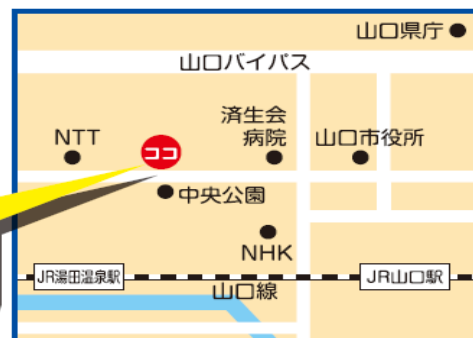 山口県庁
山口バイパス
済生会
病院
NTT
ココ
山口市役所
中央公園
NHK
JR湯田温泉駅
JR山口駅
山口線